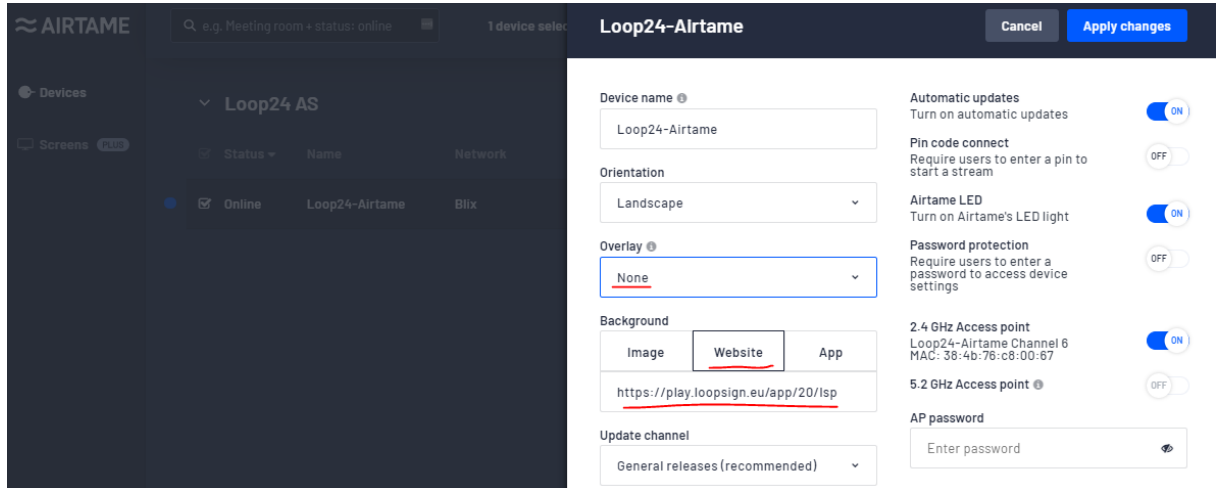 AIRTAME
e.g. Meeting room + status: online
1 device selec
Devices
Screens PLUS
Loop24 AS
Status Name Network
Online Loop24-Airtame Blix
Loop24-AIrtame
Cancel
Apply changes
Device name
Loop24-Airtame
Orientation
Landscape
Overlay
None
Background
Image Website App
https://play.loopsign.eu/app/20/lsp
Update channel
General releases (recommended)
Automatic updates
Turn on automatic updates
ON
Pin code connect
Require users to enter a pin to
start a stream
OFF
Airtame LED
Turn on Airtame's LED light
ON
Password protection
Require users to enter a
password to access device
settings
OFF
2.4 GHz Access point
Loop24-Airtame Channel 6
MAC: 38:4b:76:c8:00:67
ON
5.2 GHz Access point
OFF
AP password
Enter password